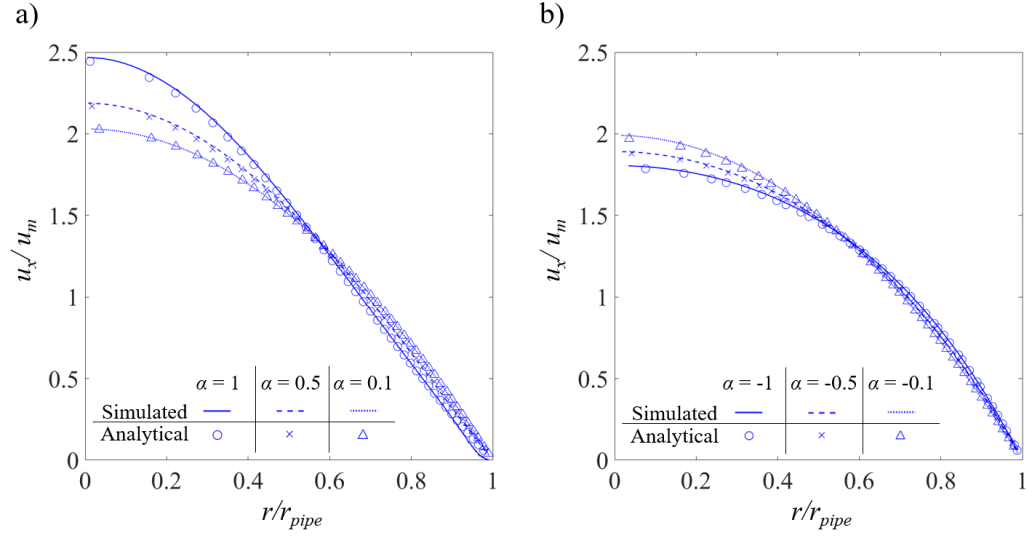 a)
2.5
2
1.5
1
0.5
0
0 0.2 0.4 0.6 0.8 1
u_x / u_m
r/r_pipe
α = 1 α = 0.5 α = 0.1
Simulated
Analytical
b)
2.5
2
1.5
1
0.5
0
0 0.2 0.4 0.6 0.8 1
u_x / u_m
r/r_pipe
α = -1 α = -0.5 α = -0.1
Simulated
Analytical